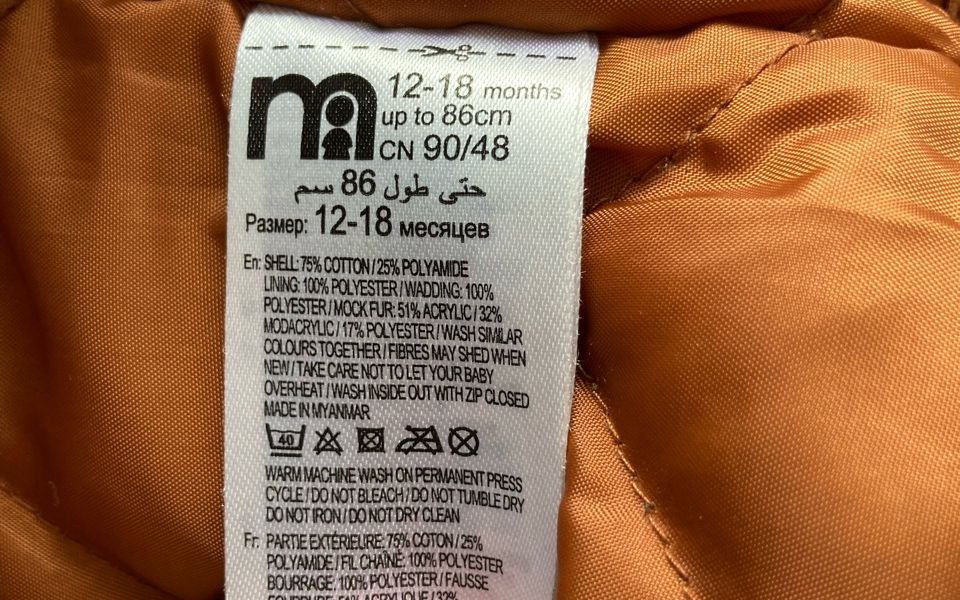 12-18 months
up to 86cm
CN 90/48
حتى طول 86 سم
Размер: 12-18 месяцев
En: SHELL: 75% COTTON / 25% POLYAMIDE
LINING: 100% POLYESTER / WADDING: 100%
POLYESTER / MOCK FUR: 51% ACRYLIC / 32%
MODACRYLIC / 17% POLYESTER / WASH SIMILAR
COLOURS TOGETHER / FIBRES MAY SHED WHEN
NEW / TAKE CARE NOT TO LET YOUR BABY
OVERHEAT / WASH INSIDE OUT WITH ZIP CLOSED
MADE IN MYANMAR
40
WARM MACHINE WASH ON PERMANENT PRESS
CYCLE / DO NOT BLEACH / DO NOT TUMBLE DRY
DO NOT IRON / DO NOT DRY CLEAN
Fr: PARTIE EXTÉRIEURE: 75% COTON / 25%
POLYAMIDE / FIL CHAÎNE: 100% POLYESTER
BOURRAGE: 100% POLYESTER / FAUSSE
FOURRURE: 51% ACRYLIQUE / 32%